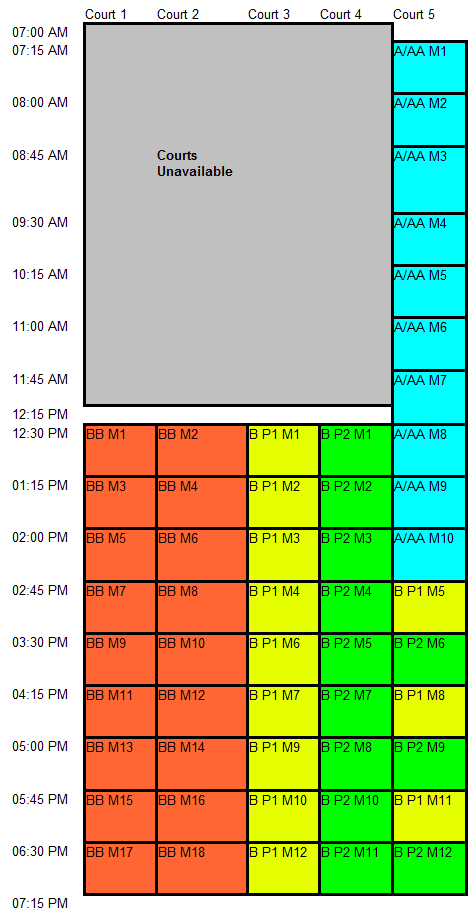 Court 1 Court 2 Court 3 Court 4 Court 5
07:00 AM
07:15 AM A/AA M1
08:00 AM A/AA M2
08:45 AM Courts Unavailable A/AA M3
09:30 AM A/AA M4
10:15 AM A/AA M5
11:00 AM A/AA M6
11:45 AM A/AA M7
12:15 PM
12:30 PM BB M1 BB M2 B P1 M1 B P2 M1 A/AA M8
01:15 PM BB M3 BB M4 B P1 M2 B P2 M2 A/AA M9
02:00 PM BB M5 BB M6 B P1 M3 B P2 M3 A/AA M10
02:45 PM BB M7 BB M8 B P1 M4 B P2 M4 B P1 M5
03:30 PM BB M9 BB M10 B P1 M6 B P2 M5 B P2 M6
04:15 PM BB M11 BB M12 B P1 M7 B P2 M7 B P1 M8
05:00 PM BB M13 BB M14 B P1 M9 B P2 M8 B P2 M9
05:45 PM BB M15 BB M16 B P1 M10 B P2 M10 B P1 M11
06:30 PM BB M17 BB M18 B P1 M12 B P2 M11 B P2 M12
07:15 PM